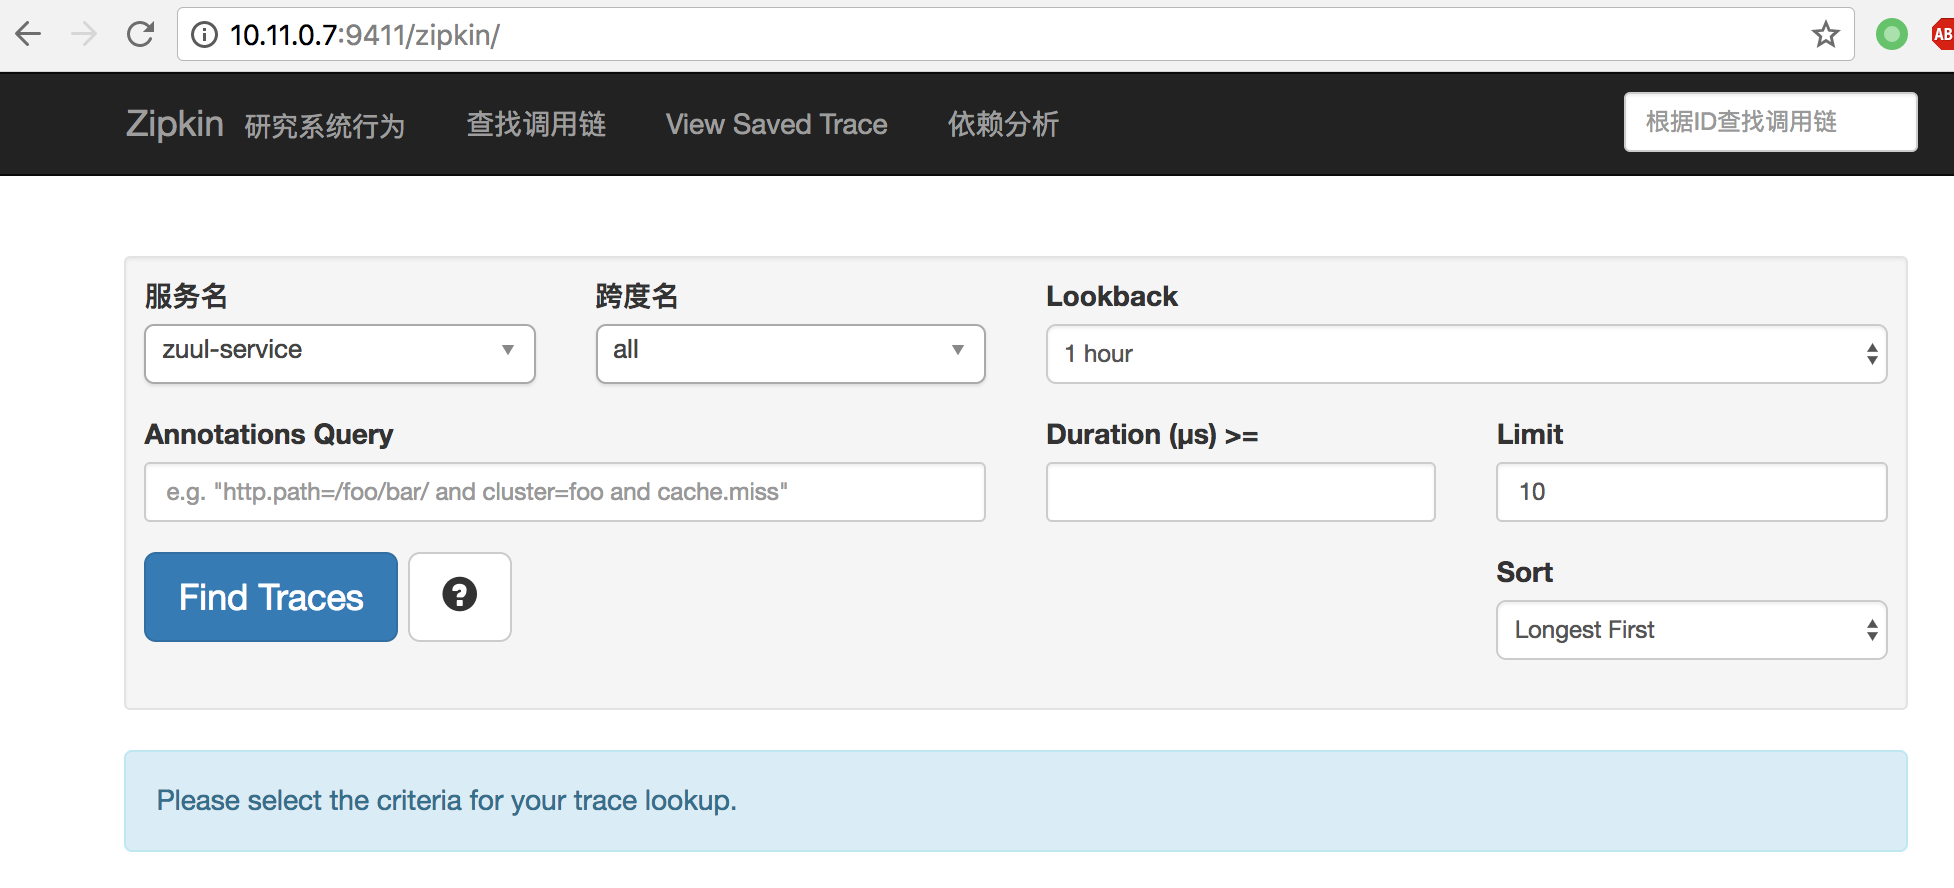 10.11.0.7:9411/zipkin/
AB
Zipkin 研究系统行为 查找调用链 View Saved Trace 依赖分析 根据ID查找调用链
服务名 跨度名 Lookback
zuul-service all 1 hour
Annotations Query Duration (µs) >= Limit
e.g. "http.path=/foo/bar/ and cluster=foo and cache.miss" 10
Find Traces ? Sort
Longest First
Please select the criteria for your trace lookup.